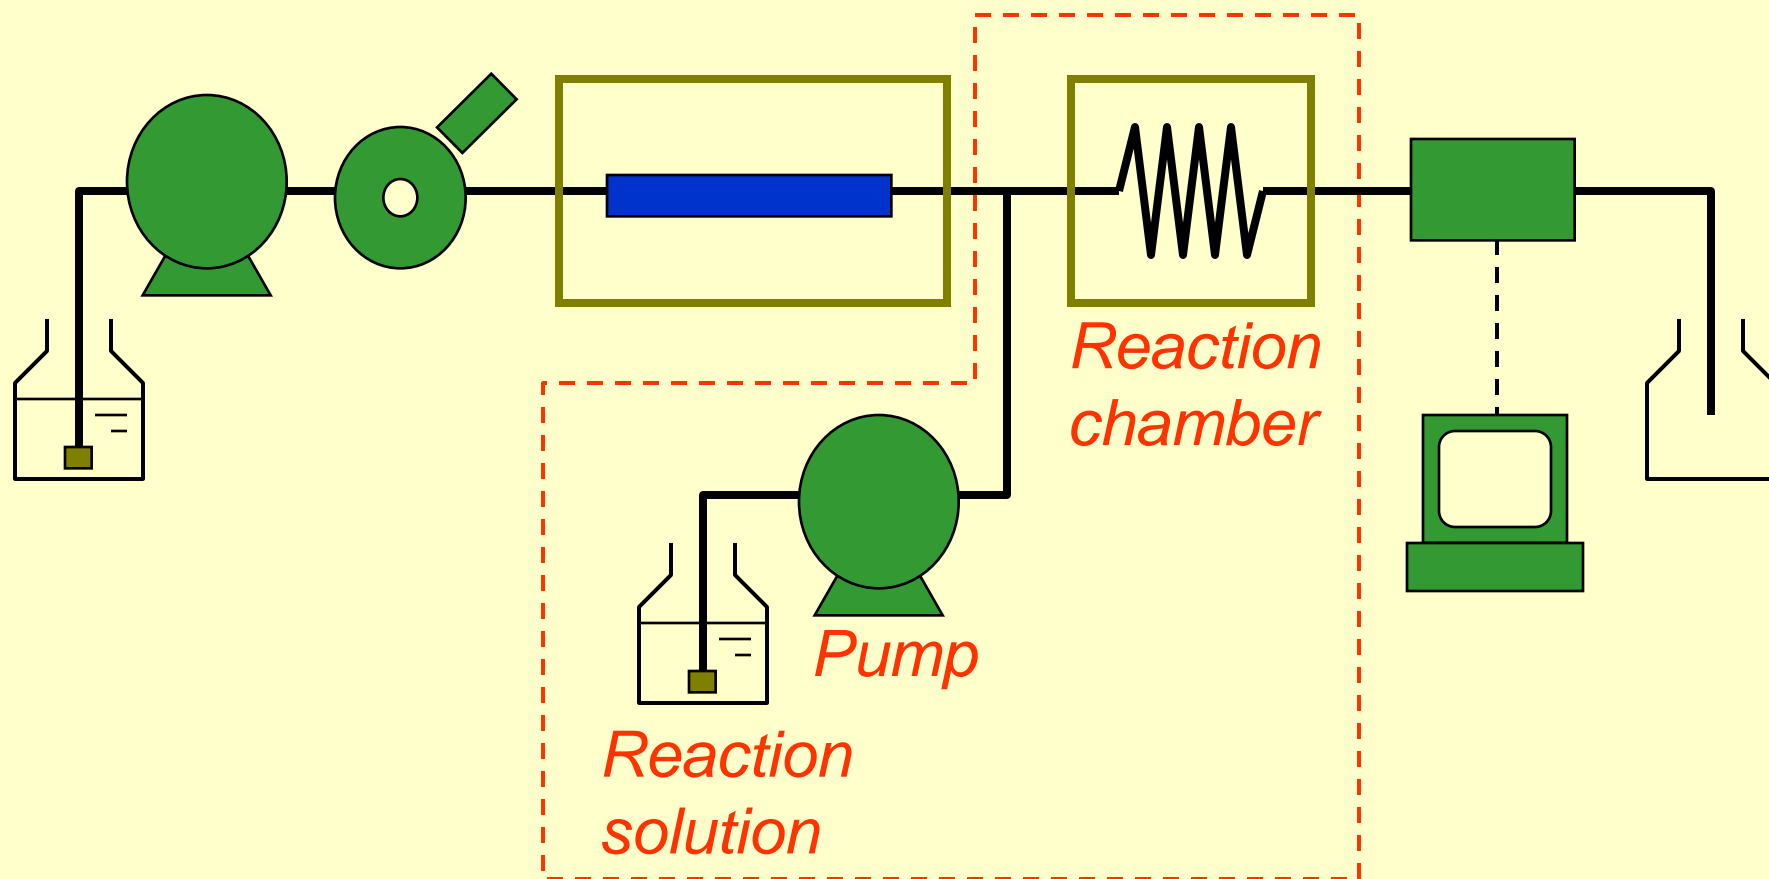 Reaction
chamber
Pump
Reaction
solution